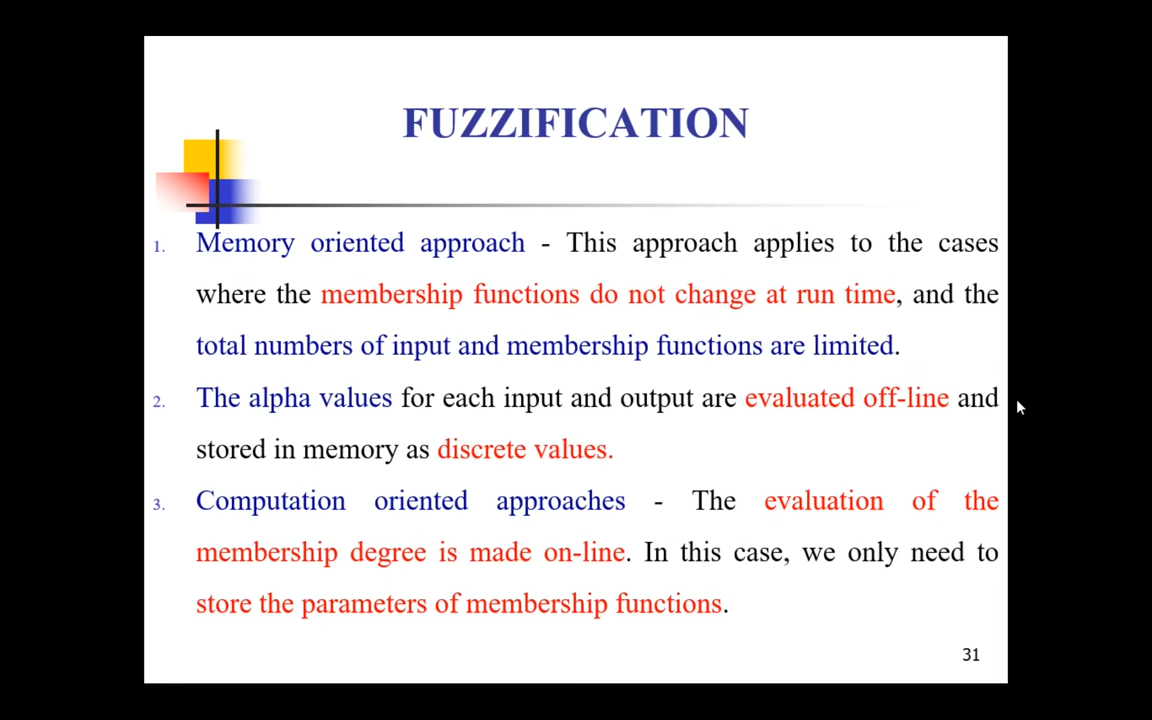 FUZZIFICATION
1. Memory oriented approach - This approach applies to the cases
where the membership functions do not change at run time, and the
total numbers of input and membership functions are limited.
2. The alpha values for each input and output are evaluated off-line and
stored in memory as discrete values.
3. Computation oriented approaches - The evaluation of the
membership degree is made on-line. In this case, we only need to
store the parameters of membership functions.
31